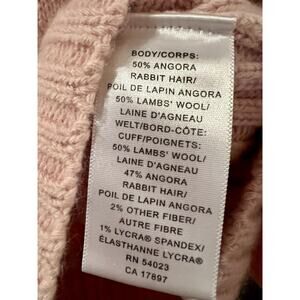 BODY/CORPS:
50% ANGORA
RABBIT HAIR/
POIL DE LAPIN ANGORA
50% LAMBS' WOOL/
LAINE D'AGNEAU
WELT/BORD-CÔTE:
CUFF/POIGNETS:
50% LAMBS' WOOL/
LAINE D'AGNEAU
47% ANGORA
RABBIT HAIR/
POIL DE LAPIN ANGORA
2% OTHER FIBER/
AUTRE FIBRE
1% LYCRA® SPANDEX/
ÉLASTHANNE LYCRA®
RN 54023
CA 17897